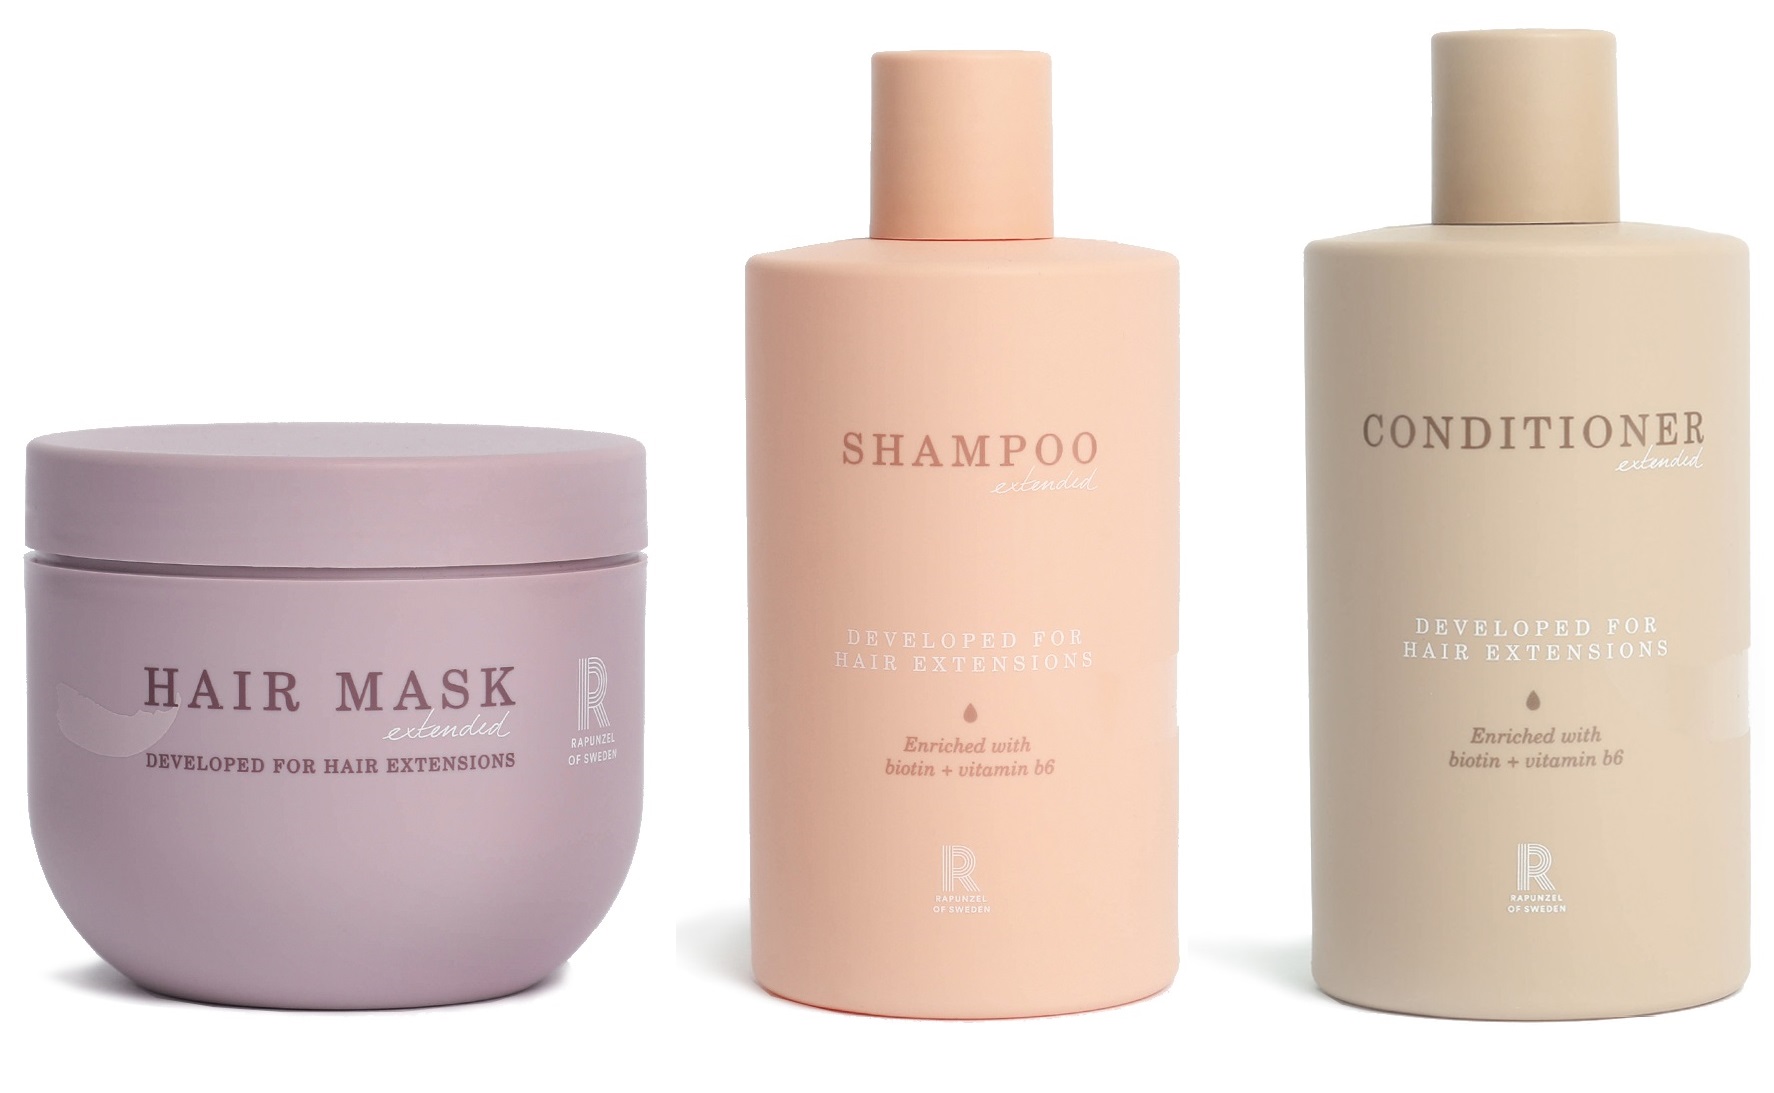 HAIR MASK
extended
DEVELOPED FOR HAIR EXTENSIONS
R
RAPUNZEL
OF SWEDEN
SHAMPOO
extended
DEVELOPED FOR
HAIR EXTENSIONS
Enriched with
biotin + vitamin b6
R
RAPUNZEL
OF SWEDEN
CONDITIONER
extended
DEVELOPED FOR
HAIR EXTENSIONS
Enriched with
biotin + vitamin b6
R
RAPUNZEL
OF SWEDEN